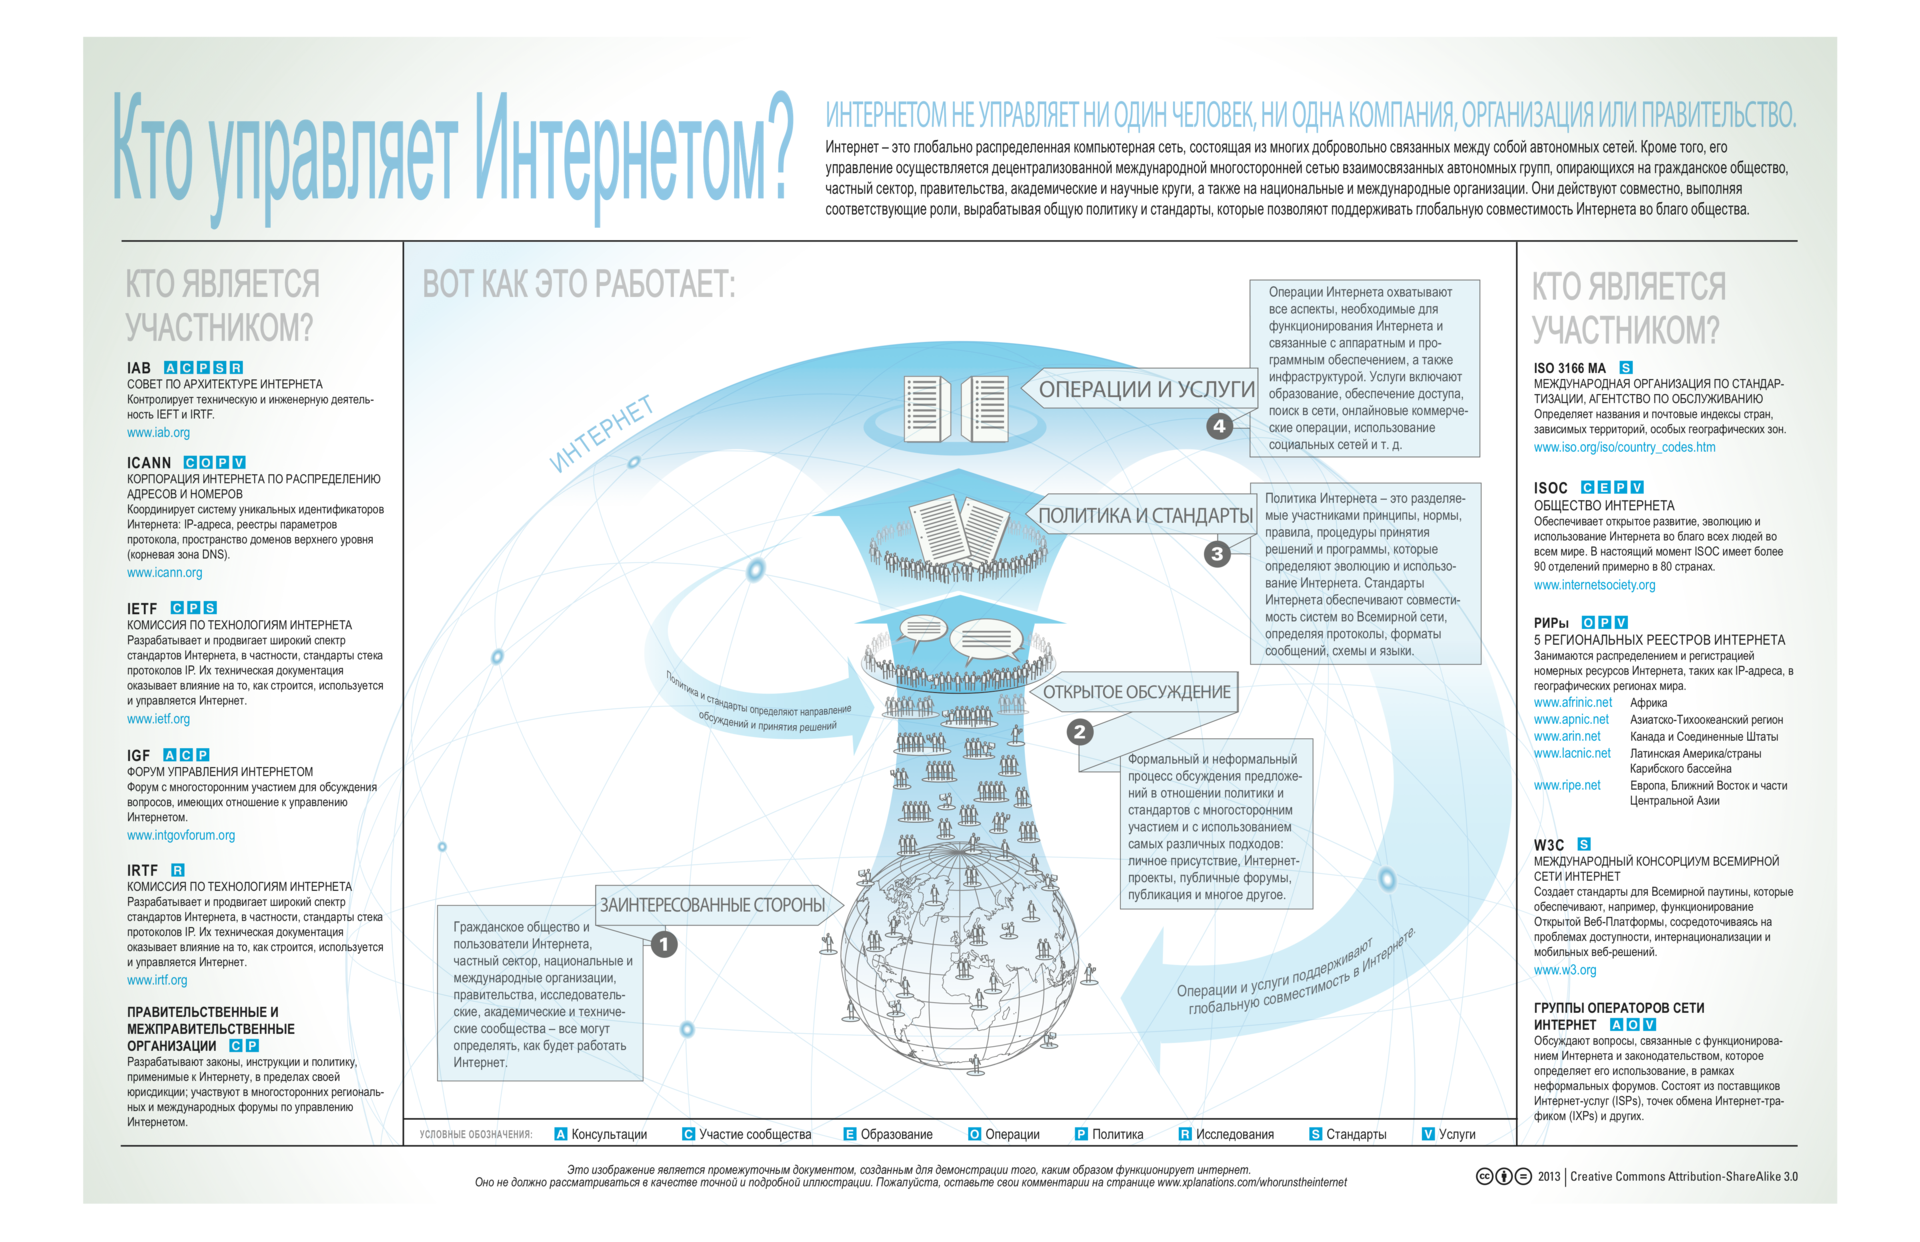 Кто управляет Интернетом?
ИНТЕРНЕТОМ НЕ УПРАВЛЯЕТ НИ ОДИН ЧЕЛОВЕК, НИ ОДНА КОМПАНИЯ, ОРГАНИЗАЦИЯ ИЛИ ПРАВИТЕЛЬСТВО.
Интернет – это глобально распределенная компьютерная сеть, состоящая из многих добровольно связанных между собой автономных сетей. Кроме того, его
управление осуществляется децентрализованной международной многосторонней сетью взаимосвязанных автономных групп, опирающихся на гражданское общество,
частный сектор, правительства, академические и научные круги, а также на национальные и международные организации. Они действуют совместно, выполняя
соответствующие роли, вырабатывая общую политику и стандарты, которые позволяют поддерживать глобальную совместимость Интернета во благо общества.
КТО ЯВЛЯЕТСЯ
УЧАСТНИКОМ?
IAB A C P S R
СОВЕТ ПО АРХИТЕКТУРЕ ИНТЕРНЕТА
Контролирует техническую и инженерную деятель-
ность IEFT и IRTF.
www.iab.org
ICANN C O P V
КОРПОРАЦИЯ ИНТЕРНЕТА ПО РАСПРЕДЕЛЕНИЮ
АДРЕСОВ И НОМЕРОВ
Координирует систему уникальных идентификаторов
Интернета: IP-адреса, реестры параметров
протокола, пространство доменов верхнего уровня
(корневая зона DNS).
www.icann.org
IETF C P S
КОМИССИЯ ПО ТЕХНОЛОГИЯМ ИНТЕРНЕТА
Разрабатывает и продвигает широкий спектр
стандартов Интернета, в частности, стандарты стека
протоколов IP. Их техническая документация
оказывает влияние на то, как строится, используется
и управляется Интернет.
www.ietf.org
IGF A C P
ФОРУМ УПРАВЛЕНИЯ ИНТЕРНЕТОМ
Форум с многосторонним участием для обсуждения
вопросов, имеющих отношение к управлению
Интернетом.
www.intgovforum.org
IRTF R
КОМИССИЯ ПО ТЕХНОЛОГИЯМ ИНТЕРНЕТА
Разрабатывает и продвигает широкий спектр
стандартов Интернета, в частности, стандарты стека
протоколов IP. Их техническая документация
оказывает влияние на то, как строится, используется
и управляется Интернет.
www.irtf.org
ПРАВИТЕЛЬСТВЕННЫЕ И
МЕЖПРАВИТЕЛЬСТВЕННЫЕ
ОРГАНИЗАЦИИ C P
Разрабатывают законы, инструкции и политику,
применимые к Интернету, в пределах своей
юрисдикции; участвуют в многосторонних региональ-
ных и международных форумы по управлению
Интернетом.
ВОТ КАК ЭТО РАБОТАЕТ:
ИНТЕРНЕТ
ОПЕРАЦИИ И УСЛУГИ
4
Операции Интернета охватывают
все аспекты, необходимые для
функционирования Интернета и
связанные с аппаратным и про-
граммным обеспечением, а также
инфраструктурой. Услуги включают
образование, обеспечение доступа,
поиск в сети, онлайновые коммерче-
ские операции, использование
социальных сетей и т. д.
ПОЛИТИКА И СТАНДАРТЫ
3
Политика Интернета – это разделяе-
мые участниками принципы, нормы,
правила, процедуры принятия
решений и программы, которые
определяют эволюцию и использо-
вание Интернета. Стандарты
Интернета обеспечивают совмести-
мость систем во Всемирной сети,
определяя протоколы, форматы
сообщений, схемы и языки.
Политика и стандарты определяют направление
обсуждений и принятия решений
ОТКРЫТОЕ ОБСУЖДЕНИЕ
2
Формальный и неформальный
процесс обсуждения предложе-
ний в отношении политики и
стандартов с многосторонним
участием и с использованием
самых различных подходов:
личное присутствие, Интернет-
проекты, публичные форумы,
публикация и многое другое.
ЗАИНТЕРЕСОВАННЫЕ СТОРОНЫ
1
Гражданское общество и
пользователи Интернета,
частный сектор, национальные и
международные организации,
правительства, исследователь-
ские, академические и техниче-
ские сообщества – все могут
определять, как будет работать
Интернет.
Операции и услуги поддерживают
глобальную совместимость в Интернете.
УСЛОВНЫЕ ОБОЗНАЧЕНИЯ: A Консультации C Участие сообщества E Образование O Операции P Политика R Исследования S Стандарты V Услуги
КТО ЯВЛЯЕТСЯ
УЧАСТНИКОМ?
ISO 3166 MA S
МЕЖДУНАРОДНАЯ ОРГАНИЗАЦИЯ ПО СТАНДАР-
ТИЗАЦИИ, АГЕНТСТВО ПО ОБСЛУЖИВАНИЮ
Определяет названия и почтовые индексы стран,
зависимых территорий, особых географических зон.
www.iso.org/iso/country_codes.htm
ISOC C E P V
ОБЩЕСТВО ИНТЕРНЕТА
Обеспечивает открытое развитие, эволюцию и
использование Интернета во благо всех людей во
всем мире. В настоящий момент ISOC имеет более
90 отделений примерно в 80 странах.
www.internetsociety.org
РИРы O P V
5 РЕГИОНАЛЬНЫХ РЕЕСТРОВ ИНТЕРНЕТА
Занимаются распределением и регистрацией
номерных ресурсов Интернета, таких как IP-адреса, в
географических регионах мира.
www.afrinic.net Африка
www.apnic.net Азиатско-Тихоокеанский регион
www.arin.net Канада и Соединенные Штаты
www.lacnic.net Латинская Америка/страны
Карибского бассейна
www.ripe.net Европа, Ближний Восток и части
Центральной Азии
W3C S
МЕЖДУНАРОДНЫЙ КОНСОРЦИУМ ВСЕМИРНОЙ
СЕТИ ИНТЕРНЕТ
Создает стандарты для Всемирной паутины, которые
обеспечивают, например, функционирование
Открытой Веб-Платформы, сосредоточиваясь на
проблемах доступности, интернационализации и
мобильных веб-решений.
www.w3.org
ГРУППЫ ОПЕРАТОРОВ СЕТИ
ИНТЕРНЕТ A O V
Обсуждают вопросы, связанные с функционирова-
нием Интернета и законодательством, которое
определяет его использование, в рамках
неформальных форумов. Состоят из поставщиков
Интернет-услуг (ISPs), точек обмена Интернет-тра-
фиком (IXPs) и других.
Это изображение является промежуточным документом, созданным для демонстрации того, каким образом функционирует интернет.
Оно не должно рассматриваться в качестве точной и подробной иллюстрации. Пожалуйста, оставьте свои комментарии на странице www.xplanations.com/whorunstheinternet
cc 2013 | Creative Commons Attribution-ShareAlike 3.0